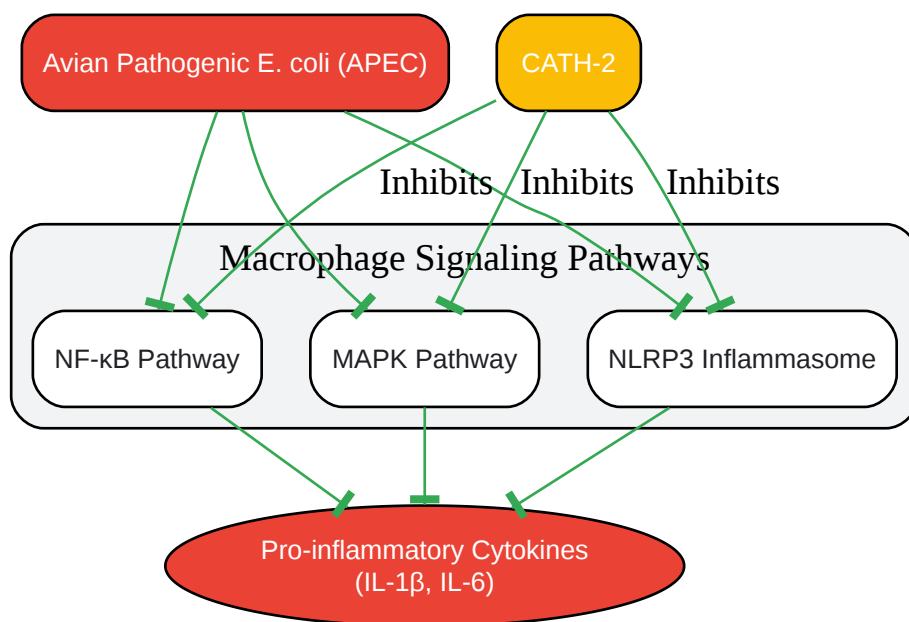 Avian Pathogenic E. coli (APEC)
CATH-2
Inhibits
Inhibits
Inhibits
Macrophage Signaling Pathways
NF-κB Pathway
MAPK Pathway
NLRP3 Inflammasome
Pro-inflammatory Cytokines
(IL-1β, IL-6)